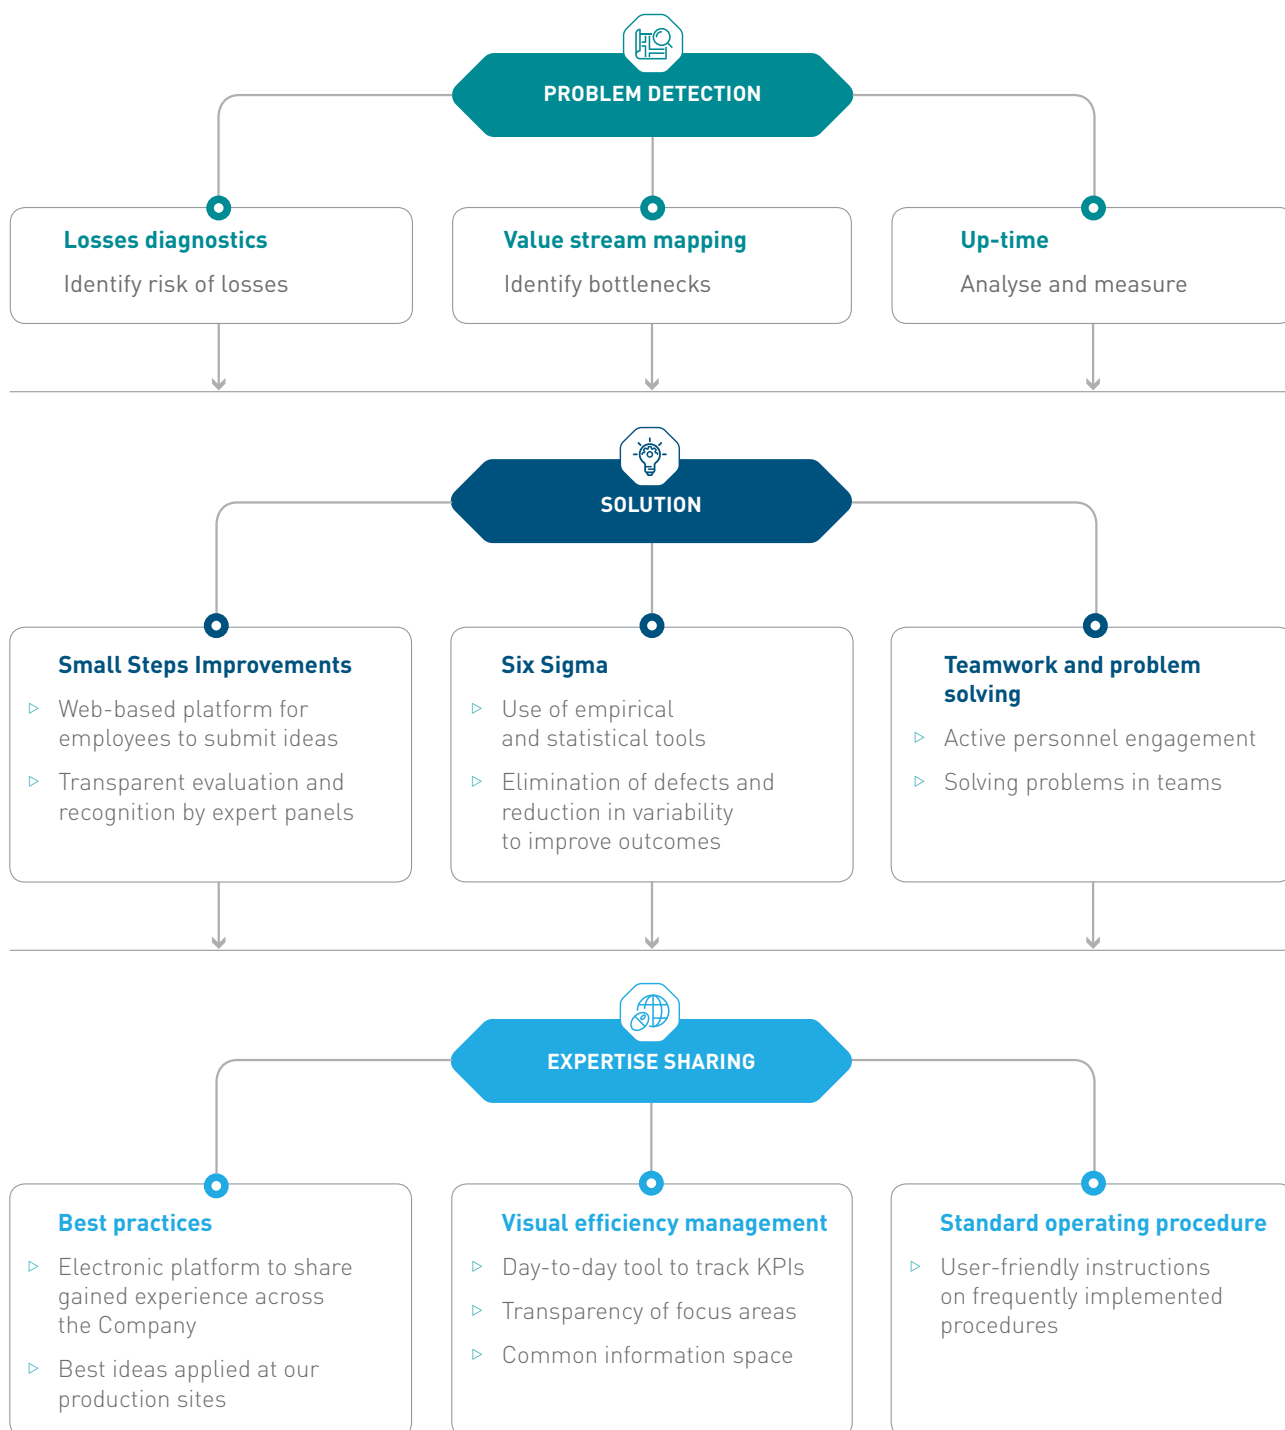 PROBLEM DETECTION
Losses diagnostics
Identify risk of losses
Value stream mapping
Identify bottlenecks
Up-time
Analyse and measure
SOLUTION
Small Steps Improvements
Web-based platform for
employees to submit ideas
Transparent evaluation and
recognition by expert panels
Six Sigma
Use of empirical
and statistical tools
Elimination of defects and
reduction in variability
to improve outcomes
Teamwork and problem
solving
Active personnel engagement
Solving problems in teams
EXPERTISE SHARING
Best practices
Electronic platform to share
gained experience across
the Company
Best ideas applied at our
production sites
Visual efficiency management
Day-to-day tool to track KPIs
Transparency of focus areas
Common information space
Standard operating procedure
User-friendly instructions
on frequently implemented
procedures